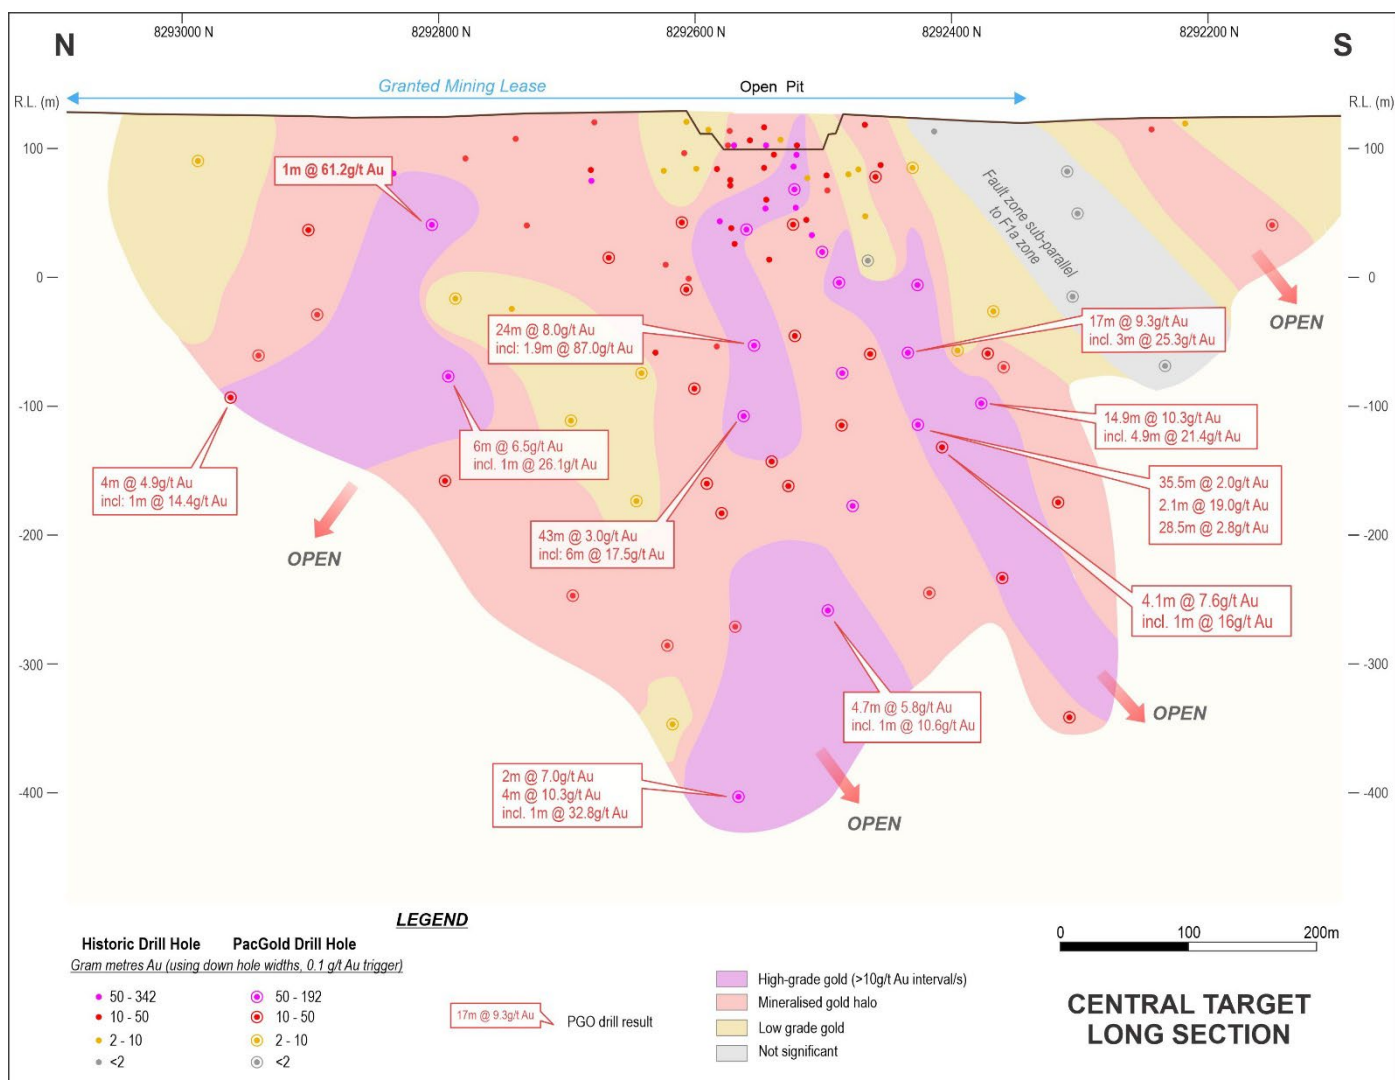 8293000 N
8292800 N
8292600 N
8292400 N
8292200 N
N
S
Granted Mining Lease
Open Pit
R.L. (m)
R.L. (m)
100
100
0
0
-100
-100
-200
-200
-300
-300
-400
-400
1m @ 61.2g/t Au
Fault zone sub-parallel
to F1a zone
OPEN
24m @ 8.0g/t Au
incl: 1.9m @ 87.0g/t Au
17m @ 9.3g/t Au
incl. 3m @ 25.3g/t Au
14.9m @ 10.3g/t Au
incl. 4.9m @ 21.4g/t Au
6m @ 6.5g/t Au
incl. 1m @ 26.1g/t Au
4m @ 4.9g/t Au
incl: 1m @ 14.4g/t Au
35.5m @ 2.0g/t Au
2.1m @ 19.0g/t Au
28.5m @ 2.8g/t Au
43m @ 3.0g/t Au
incl: 6m @ 17.5g/t Au
OPEN
4.1m @ 7.6g/t Au
incl. 1m @ 16g/t Au
4.7m @ 5.8g/t Au
incl. 1m @ 10.6g/t Au
OPEN
2m @ 7.0g/t Au
4m @ 10.3g/t Au
incl. 1m @ 32.8g/t Au
OPEN
LEGEND
Historic Drill Hole
PacGold Drill Hole
Gram metres Au (using down hole widths, 0.1 g/t Au trigger)
50 - 342
50 - 192
10 - 50
10 - 50
2 - 10
2 - 10
<2
<2
17m @ 9.3g/t Au
PGO drill result
High-grade gold (>10g/t Au interval/s)
Mineralised gold halo
Low grade gold
Not significant
0
100
200m
CENTRAL TARGET
LONG SECTION